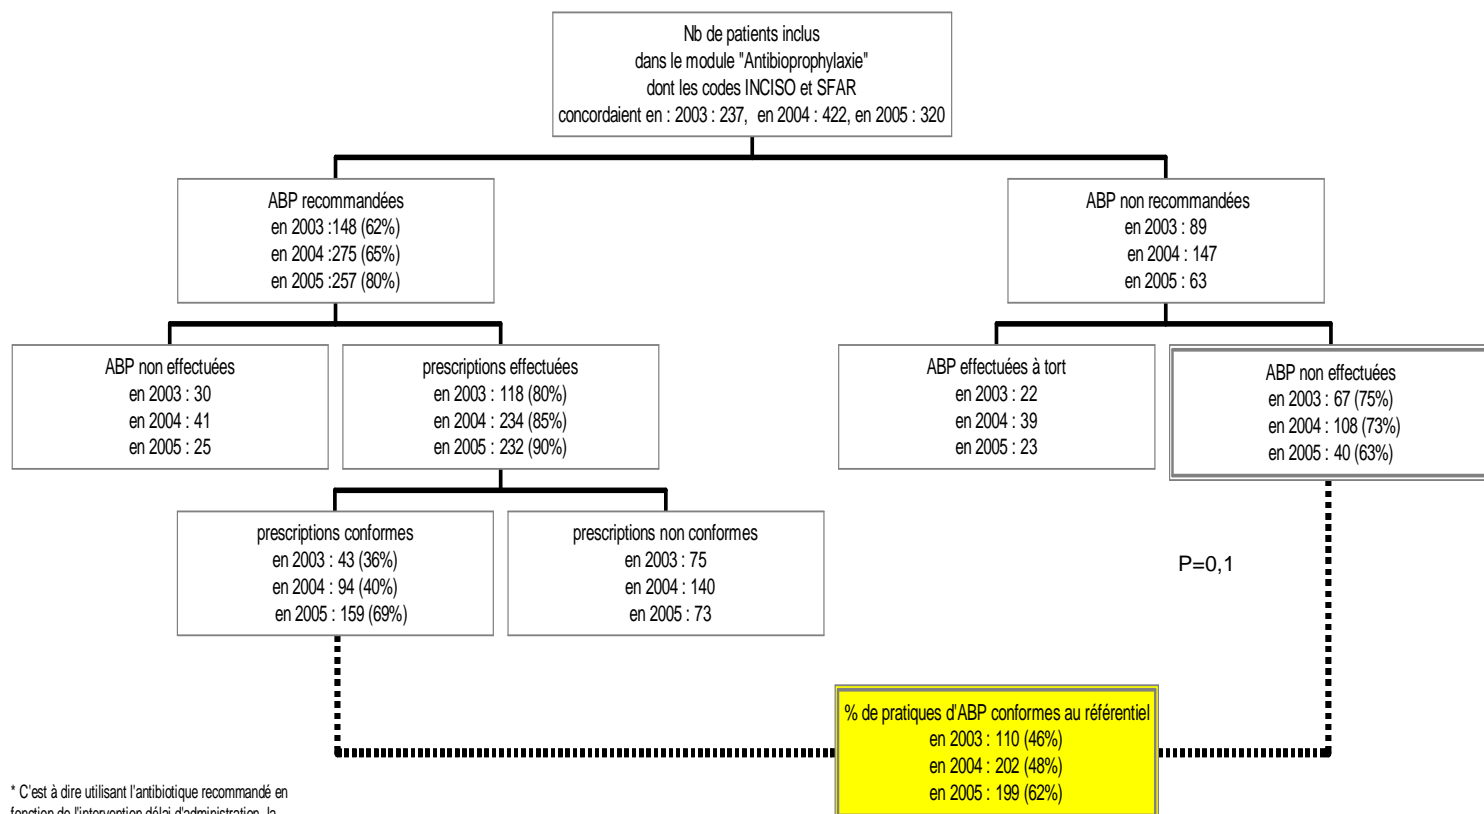 Nb de patients inclus
dans le module "Antibioprophylaxie"
dont les codes INCISO et SFAR
concordaient en : 2003 : 237, en 2004 : 422, en 2005 : 320
ABP recommandées
en 2003 :148 (62%)
en 2004 :275 (65%)
en 2005 :257 (80%)
ABP non recommandées
en 2003 : 89
en 2004 : 147
en 2005 : 63
ABP non effectuées
en 2003 : 30
en 2004 : 41
en 2005 : 25
prescriptions effectuées
en 2003 : 118 (80%)
en 2004 : 234 (85%)
en 2005 : 232 (90%)
ABP effectuées à tort
en 2003 : 22
en 2004 : 39
en 2005 : 23
ABP non effectuées
en 2003 : 67 (75%)
en 2004 : 108 (73%)
en 2005 : 40 (63%)
prescriptions conformes
en 2003 : 43 (36%)
en 2004 : 94 (40%)
en 2005 : 159 (69%)
prescriptions non conformes
en 2003 : 75
en 2004 : 140
en 2005 : 73
P=0,1
% de pratiques d'ABP conformes au référentiel
en 2003 : 110 (46%)
en 2004 : 202 (48%)
en 2005 : 199 (62%)
* C'est à dire utilisant l'antibiotique recommandé en
fonction de l'intervention délai d'administration, la